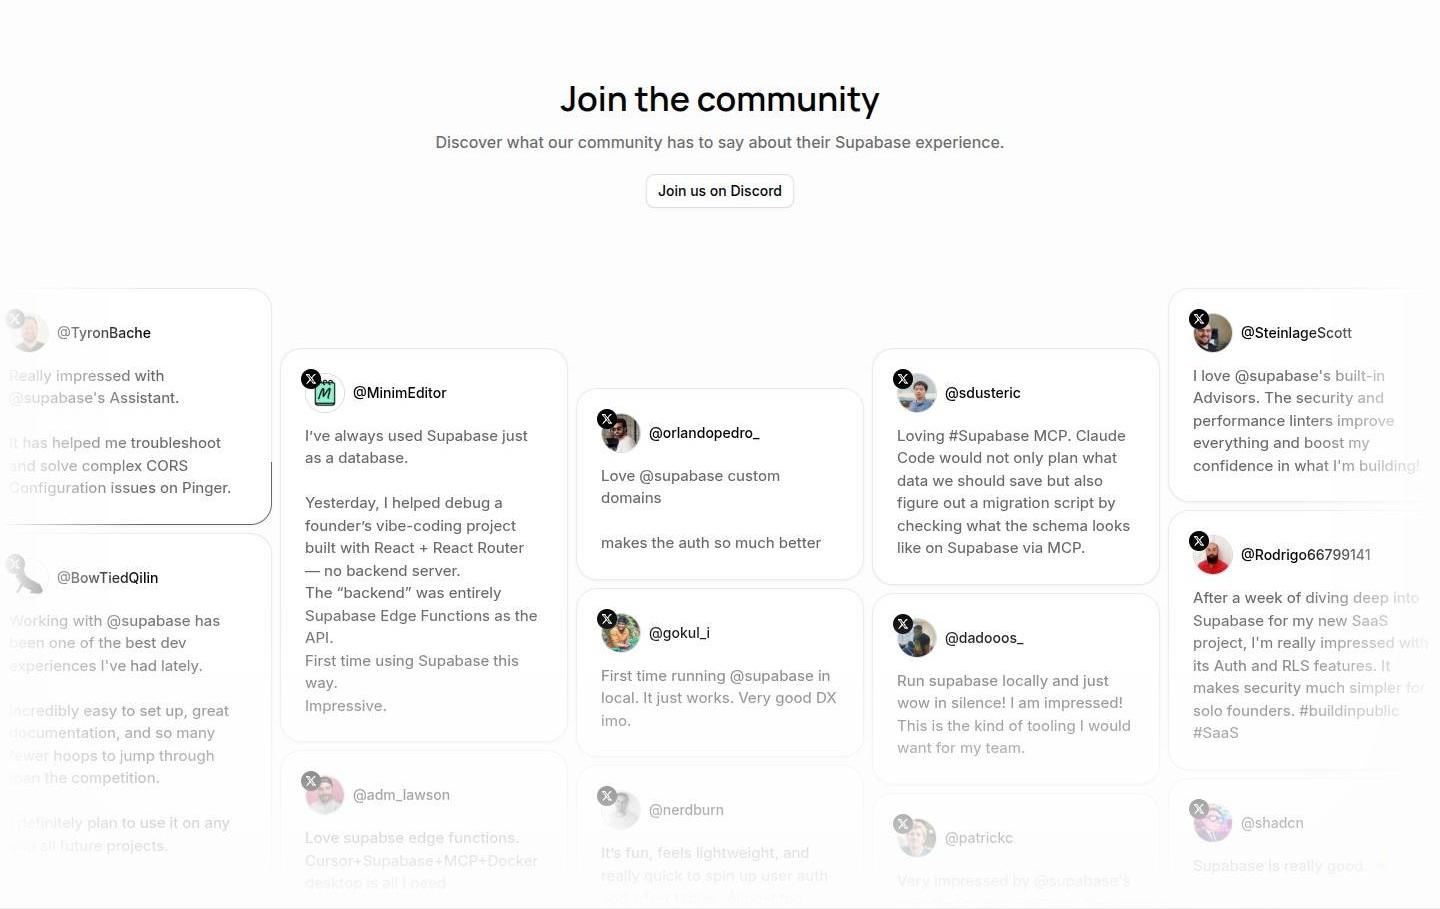 Join the community
Discover what our community has to say about their Supabase experience.
Join us on Discord
@TyronBache
Really impressed with
@supabase's Assistant.
It has helped me troubleshoot
and solve complex CORS
Configuration issues on Pinger.
@BowTiedQilin
Working with @supabase has
been one of the best dev
experiences I've had lately.
Incredibly easy to set up, great
documentation, and so many
fewer hoops to jump through
than the competition.
I definitely plan to use it on any
and all future projects.
@MinimEditor
I've always used Supabase just
as a database.
Yesterday, I helped debug a
founder's vibe-coding project
built with React + React Router
— no backend server.
The “backend” was entirely
Supabase Edge Functions as the
API.
First time using Supabase this
way.
Impressive.
@adm_lawson
Love supabse edge functions.
Cursor+Supabase+MCP+Docker
desktop is all I need
@orlandopedro_
Love @supabase custom
domains
makes the auth so much better
@gokul_i
First time running @supabase in
local. It just works. Very good DX
imo.
@nerdburn
It's fun, feels lightweight, and
really quick to spin up user auth
@sdusteric
Loving #Supabase MCP. Claude
Code would not only plan what
data we should save but also
figure out a migration script by
checking what the schema looks
like on Supabase via MCP.
@dadooos_
Run supabase locally and just
wow in silence! I am impressed!
This is the kind of tooling I would
want for my team.
@patrickc
Very impressed by @supabase's
@SteinlageScott
I love @supabase's built-in
Advisors. The security and
performance linters improve
everything and boost my
confidence in what I'm building!
@Rodrigo66799141
After a week of diving deep into
Supabase for my new SaaS
project, I'm really impressed with
its Auth and RLS features. It
makes security much simpler for
solo founders. #buildinpublic
#SaaS
@shadcn
Supabase is really good.